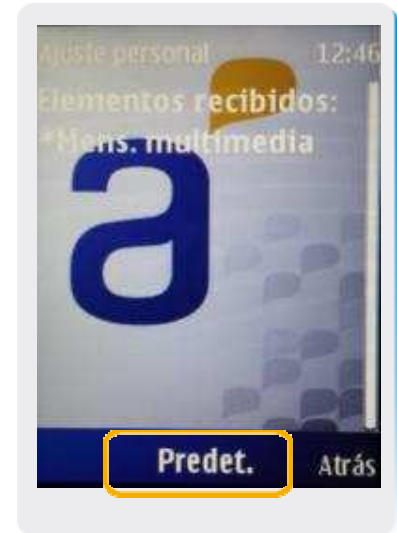 Ajuste personal 12:46
Elementos recibidos:
*Mens. multimedia
a
Predet. Atrás